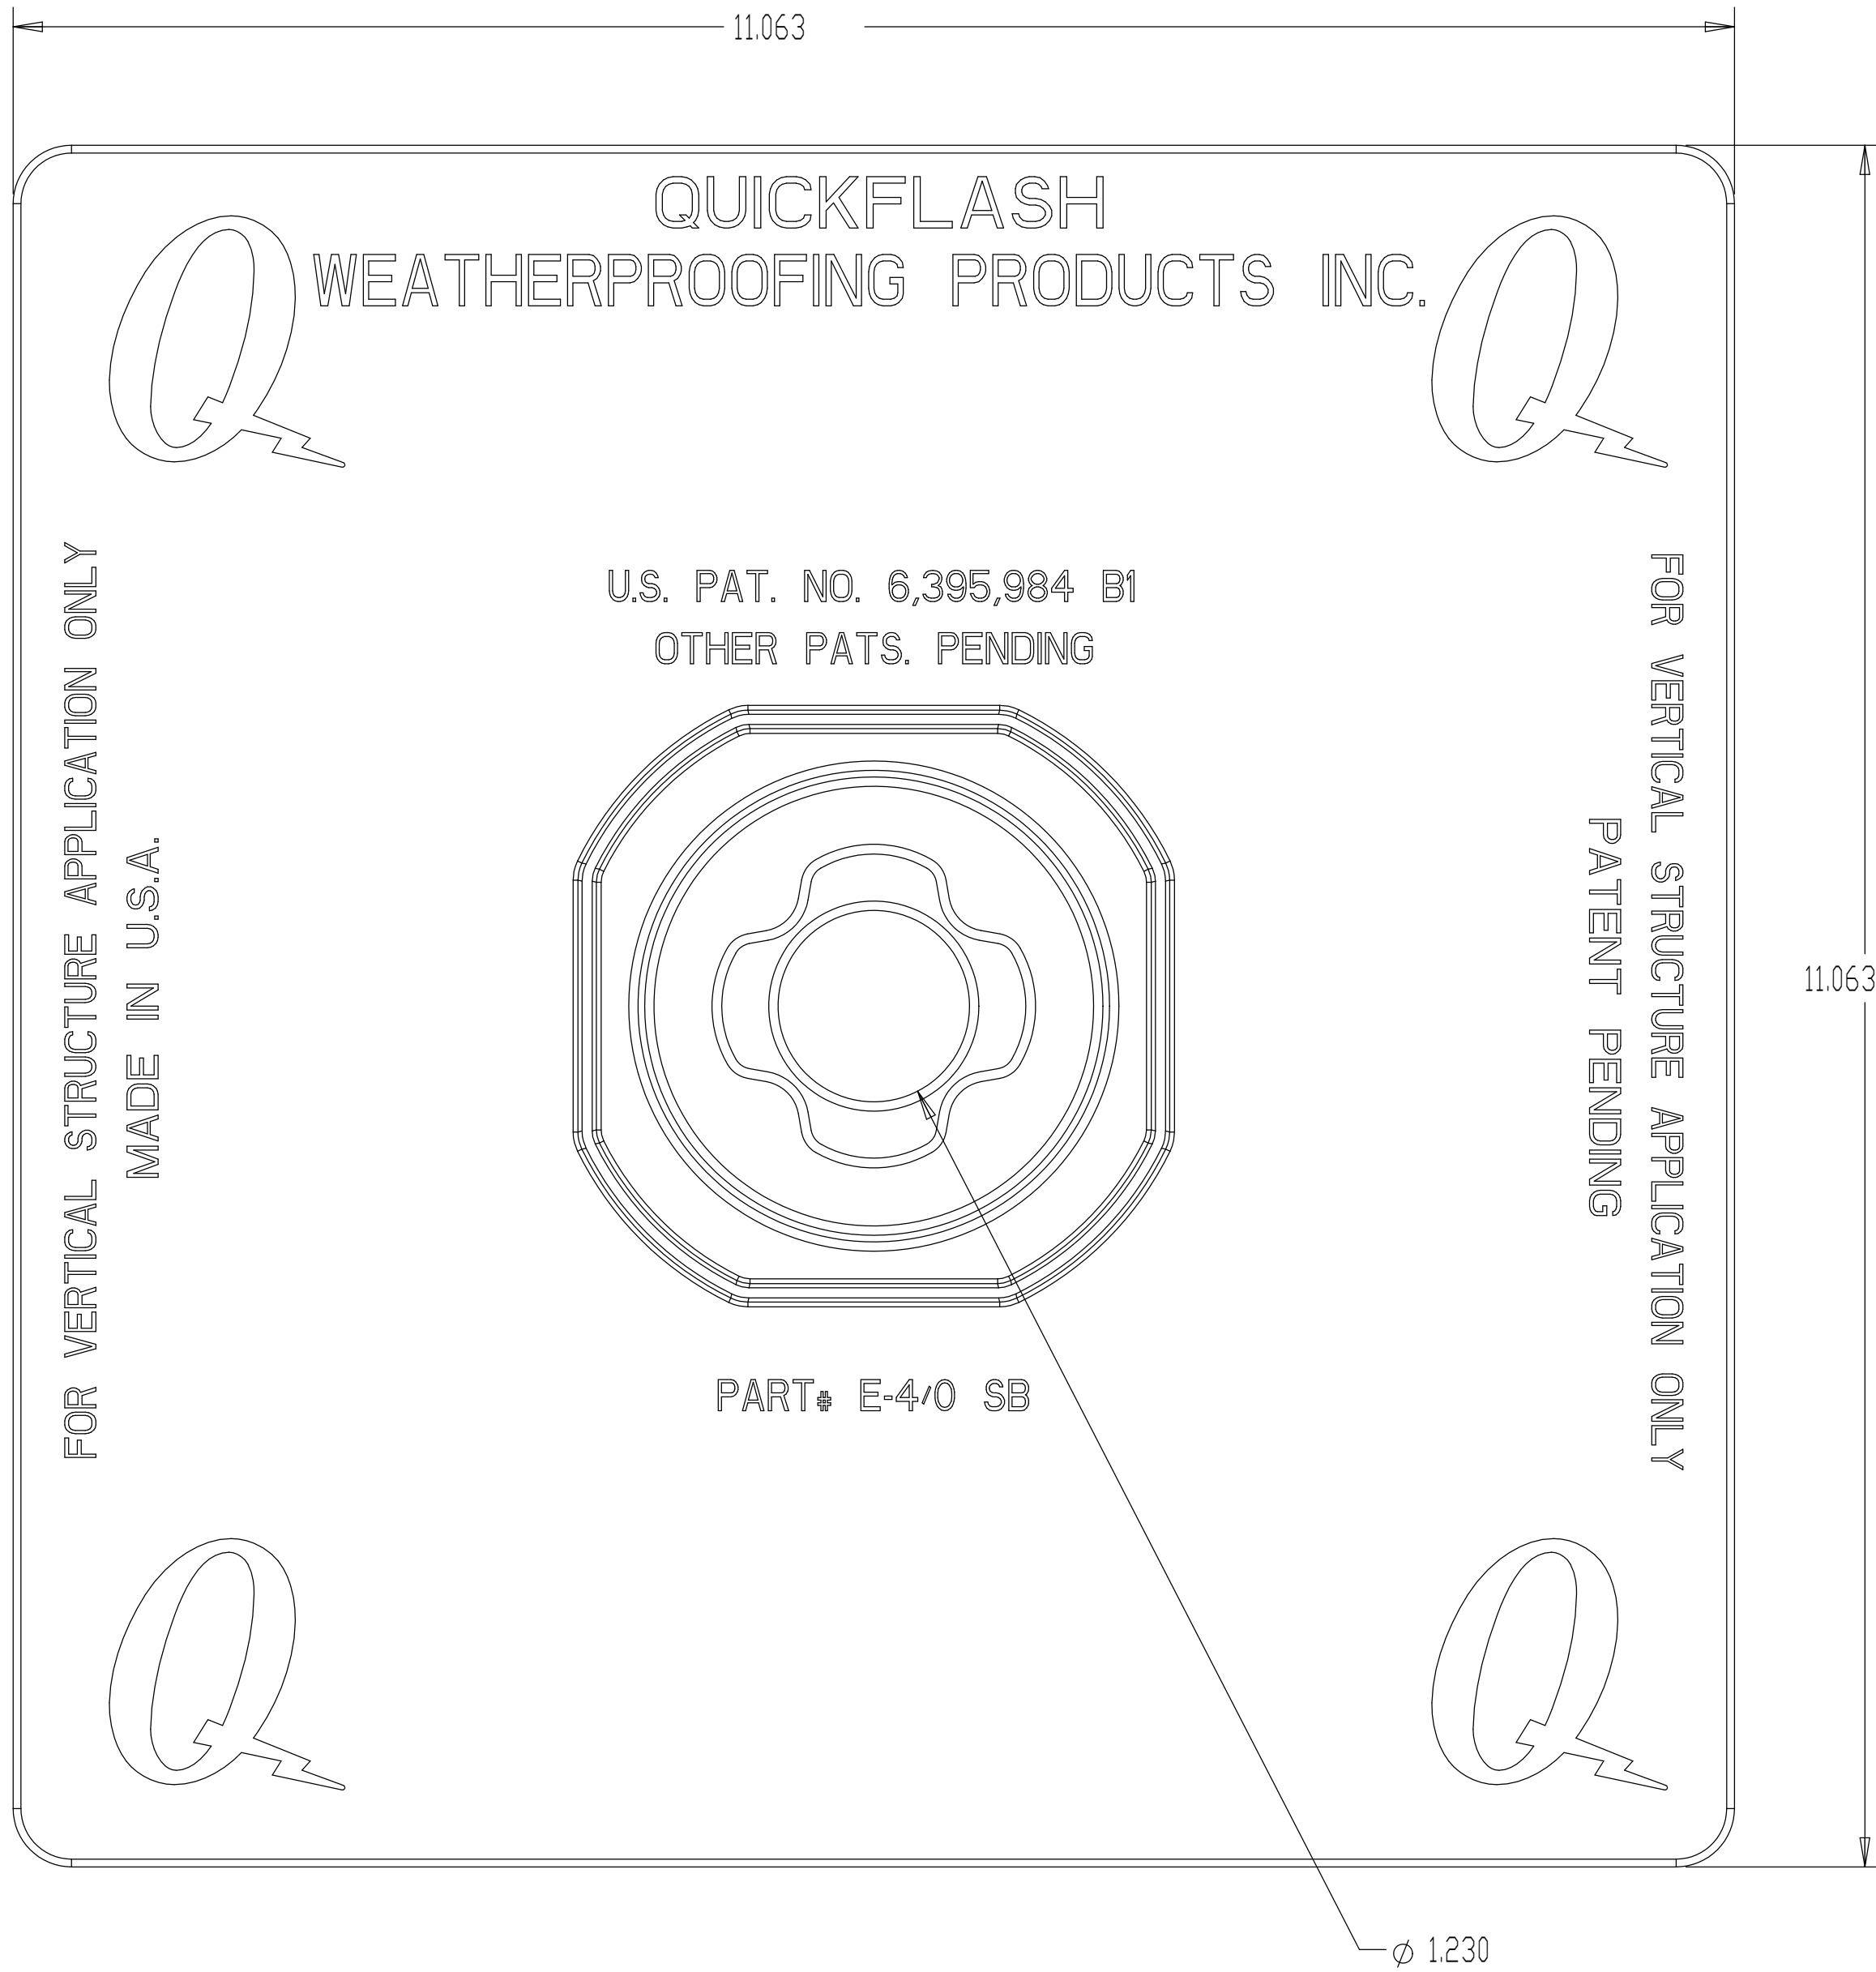 11.063
QUICKFLASH
WEATHERPROOFING PRODUCTS INC.
Q
Q
U.S. PAT. NO. 6,395,984 B1
OTHER PATS. PENDING
FOR VERTICAL STRUCTURE APPLICATION ONLY
MADE IN U.S.A.
FOR VERTICAL STRUCTURE APPLICATION ONLY
PATENT PENDING
11.063
PART# E-4/0 SB
Q
Q
Ø 1.230